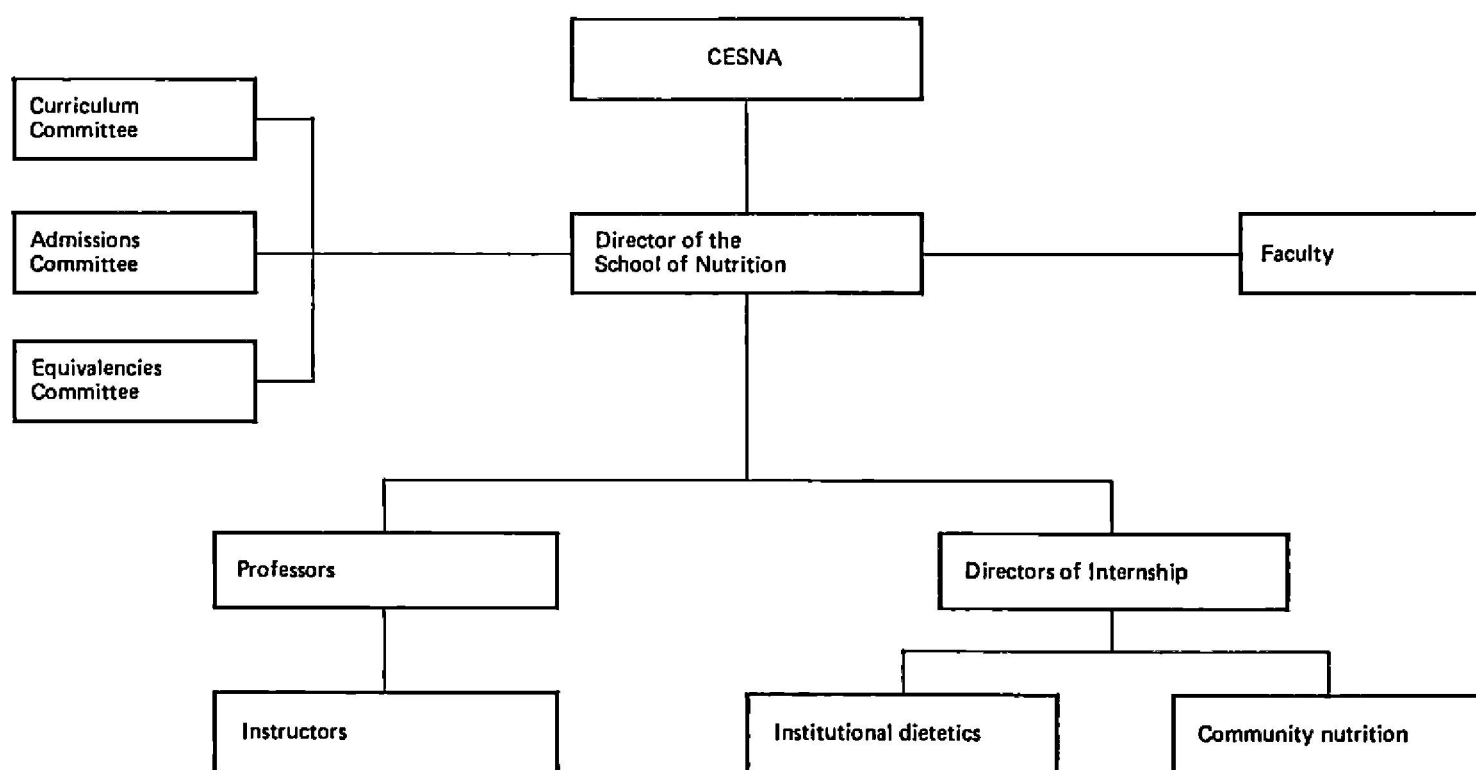 CESNA
Curriculum
Committee
Admissions
Committee
Director of the
School of Nutrition
Faculty
Equivalencies
Committee
Professors
Directors of Internship
Instructors
Institutional dietetics
Community nutrition